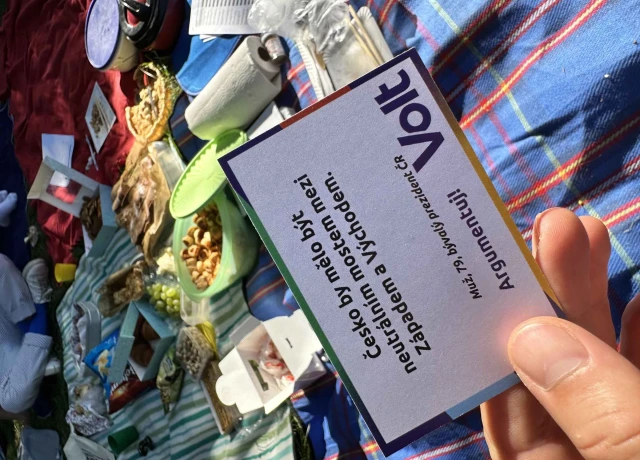 Volt
Česko by mělo být
neutrálním mostem mezi
Západem a Východem.
Muž, 79, bývalý prezident ČR
Argumentuj!